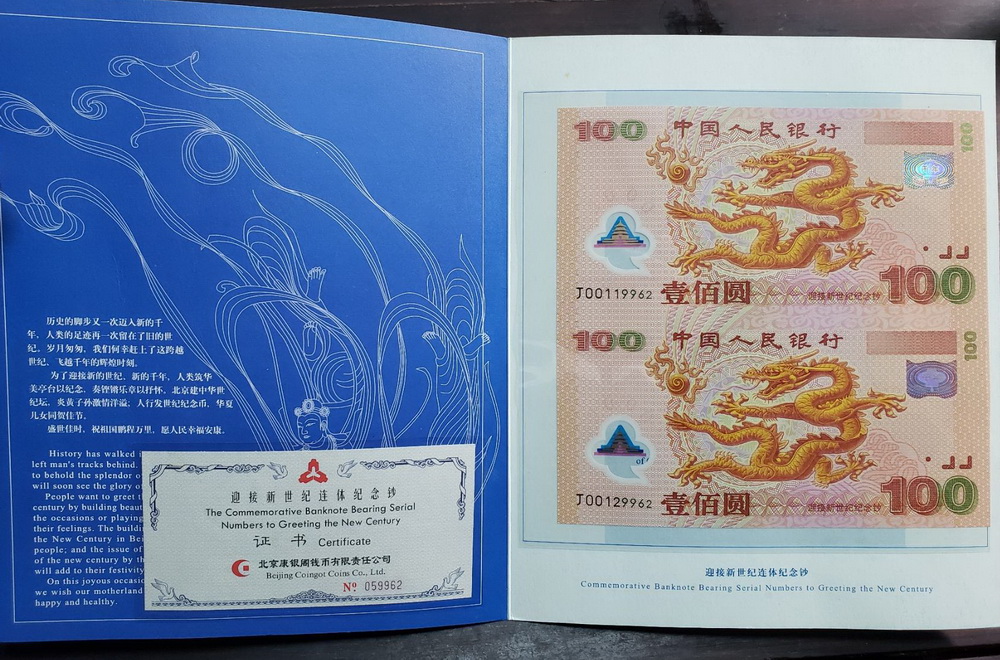 历史的脚步又一次迈入新的千
年，人类的足迹再一次留在了旧的世
纪。岁月匆匆，我们何幸赶上了这跨越
世纪、飞越千年的辉煌时刻。
为了迎接新的世纪、新的千年，人类筑华
美亭台以纪念，奏铿锵乐章以抒怀。北京建中华世
纪坛，炎黄子孙激情洋溢；人行发世纪纪念币，华夏
儿女同贺佳节。
盛世佳时，祝祖国鹏程万里，愿人民幸福安康。
History has walked
left man's tracks behind.
to behold the splendor o
will soon see the glory o
People want to greet t
century by building beau
the occasions or playing
their feelings. The buildi
the New Century in Bei
people; and the issue of
of the new century by th
will add to their festivity
On this joyous occasio
we wish our motherland
happy and healthy.
迎接新世纪连体纪念钞
The Commemorative Banknote Bearing Serial
Numbers to Greeting the New Century
证 书 Certificate
北京康银阁钱币有限责任公司
Beijing Coingot Coins Co., Ltd.
No 059962
100 中国人民银行 100
J00119962 壹佰圆 迎接新世纪纪念钞 100
100 中国人民银行 100
of
J00129962 壹佰圆 迎接新世纪纪念钞 100
迎接新世纪连体纪念钞
Commemorative Banknote Bearing Serial Numbers to Greeting the New Century